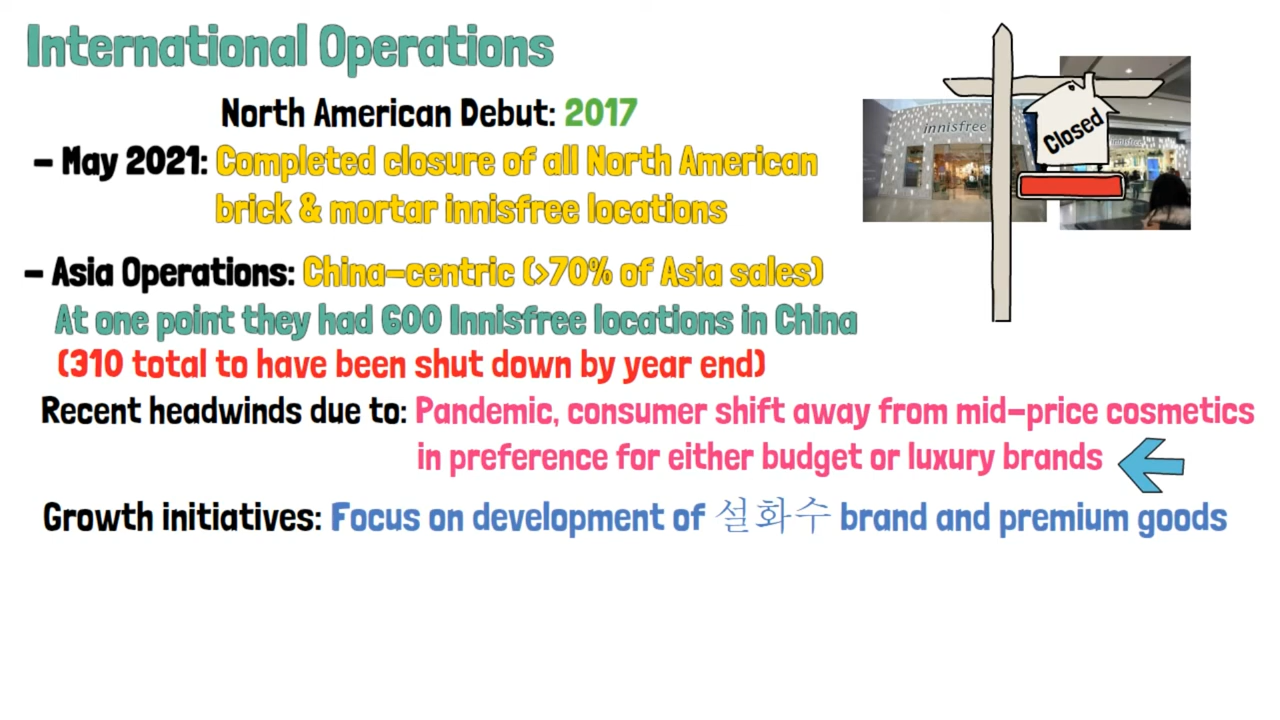 International Operations
North American Debut: 2017
- May 2021: Completed closure of all North American
brick & mortar innisfree locations
innisfree
Closed
innisfree
- Asia Operations: China-centric (>70% of Asia sales)
At one point they had 600 Innisfree locations in China
(310 total to have been shut down by year end)
Recent headwinds due to: Pandemic, consumer shift away from mid-price cosmetics
in preference for either budget or luxury brands
Growth initiatives: Focus on development of 설화수 brand and premium goods